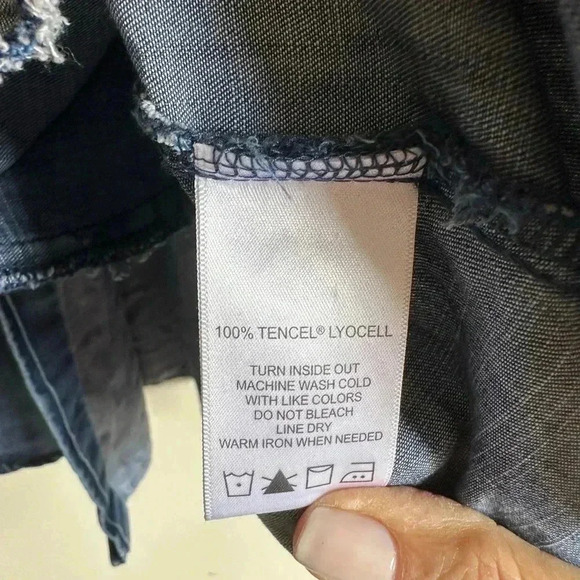 100% TENCEL® LYOCELL
TURN INSIDE OUT
MACHINE WASH COLD
WITH LIKE COLORS
DO NOT BLEACH
LINE DRY
WARM IRON WHEN NEEDED